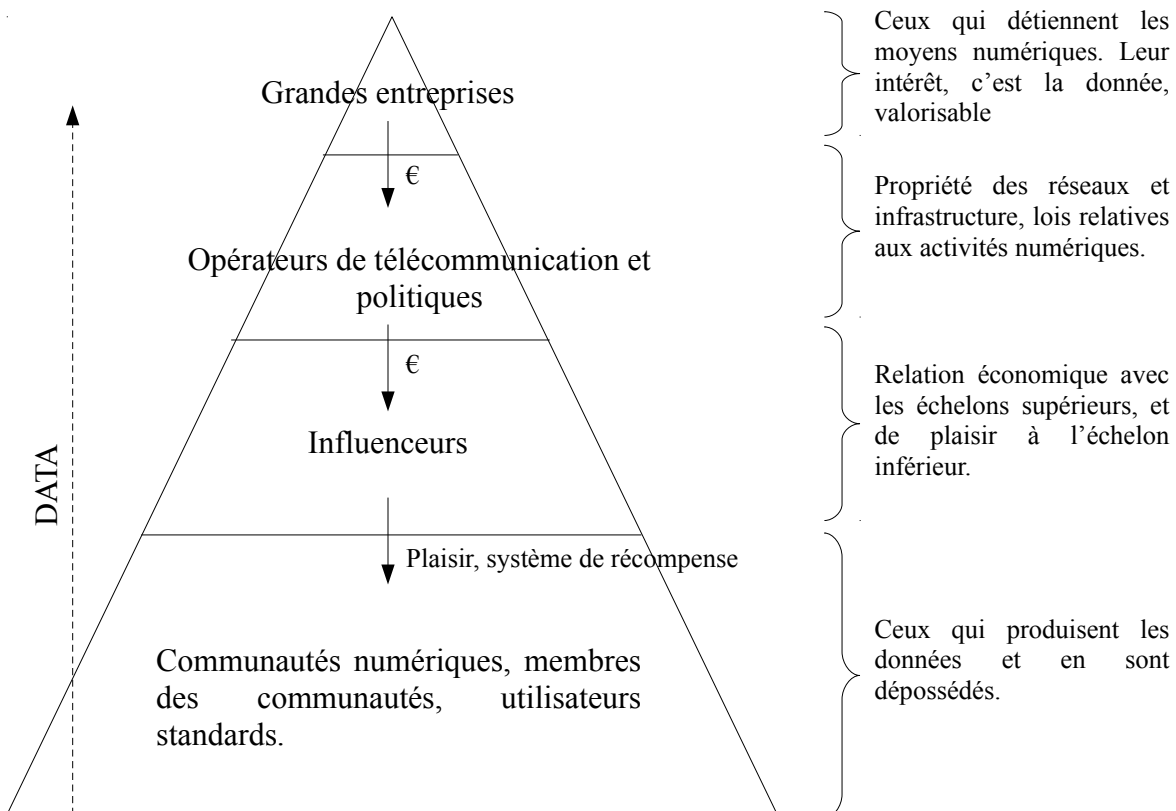 Grandes entreprises
€
Opérateurs de télécommunication et
politiques
€
Influenceurs
Plaisir, système de récompense
Communautés numériques, membres
des communautés, utilisateurs
standards.
DATA
Ceux qui détiennent les
moyens numériques. Leur
intérêt, c’est la donnée,
valorisable
Propriété des réseaux et
infrastructure, lois relatives
aux activités numériques.
Relation économique avec
les échelons supérieurs, et
de plaisir à l’échelon
inférieur.
Ceux qui produisent les
données et en sont
dépossédés.